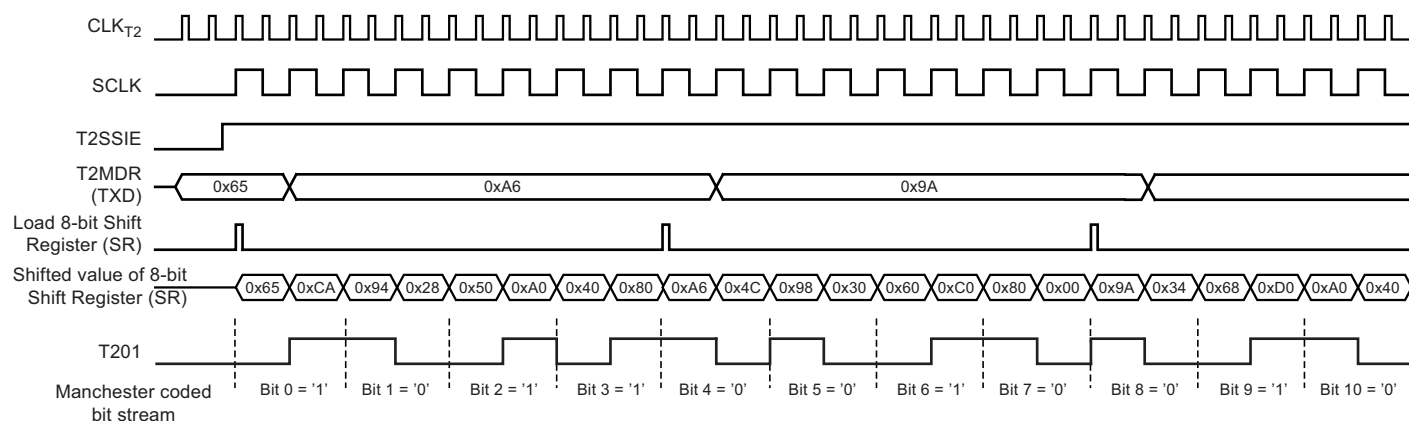 CLKT2
SCLK
T2SSIE
T2MDR
(TXD)
0x65 0xA6 0x9A
Load 8-bit Shift
Register (SR)
Shifted value of 8-bit
Shift Register (SR)
0x65 0xCA 0x94 0x28 0x50 0xA0 0x40 0x80 0xA6 0x4C 0x98 0x30 0x60 0xC0 0x80 0x00 0x9A 0x34 0x68 0xD0 0xA0 0x40
T201
Manchester coded
bit stream
Bit 0 = '1' Bit 1 = '0' Bit 2 = '1' Bit 3 = '1' Bit 4 = '0' Bit 5 = '0' Bit 6 = '1' Bit 7 = '0' Bit 8 = '0' Bit 9 = '1' Bit 10 = '0'